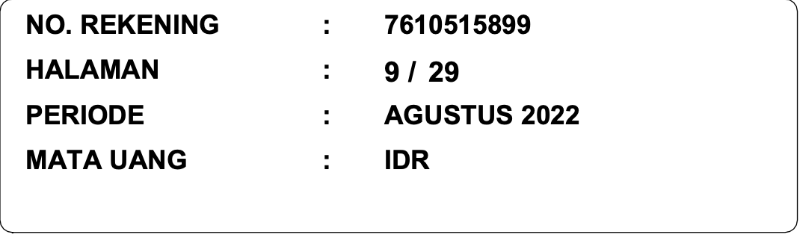 NO. REKENING : 7610515899
HALAMAN : 9 / 29
PERIODE : AGUSTUS 2022
MATA UANG : IDR